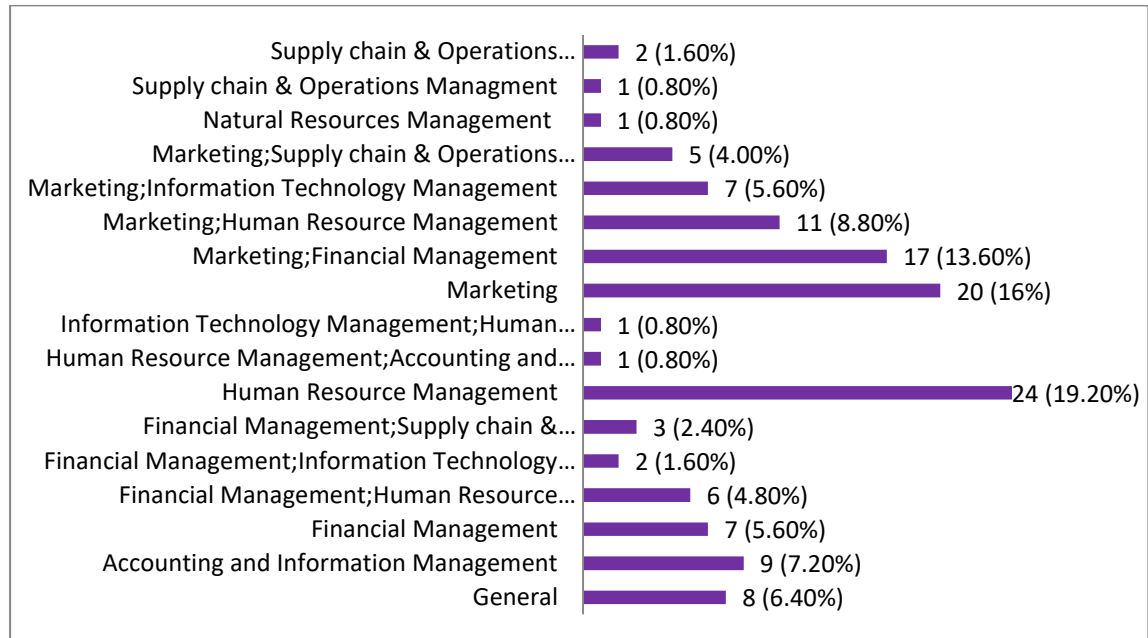 Supply chain & Operations... 2 (1.60%)
Supply chain & Operations Managment 1 (0.80%)
Natural Resources Management 1 (0.80%)
Marketing;Supply chain & Operations... 5 (4.00%)
Marketing;Information Technology Management 7 (5.60%)
Marketing;Human Resource Management 11 (8.80%)
Marketing;Financial Management 17 (13.60%)
Marketing 20 (16%)
Information Technology Management;Human... 1 (0.80%)
Human Resource Management;Accounting and... 1 (0.80%)
Human Resource Management 24 (19.20%)
Financial Management;Supply chain &... 3 (2.40%)
Financial Management;Information Technology... 2 (1.60%)
Financial Management;Human Resource... 6 (4.80%)
Financial Management 7 (5.60%)
Accounting and Information Management 9 (7.20%)
General 8 (6.40%)